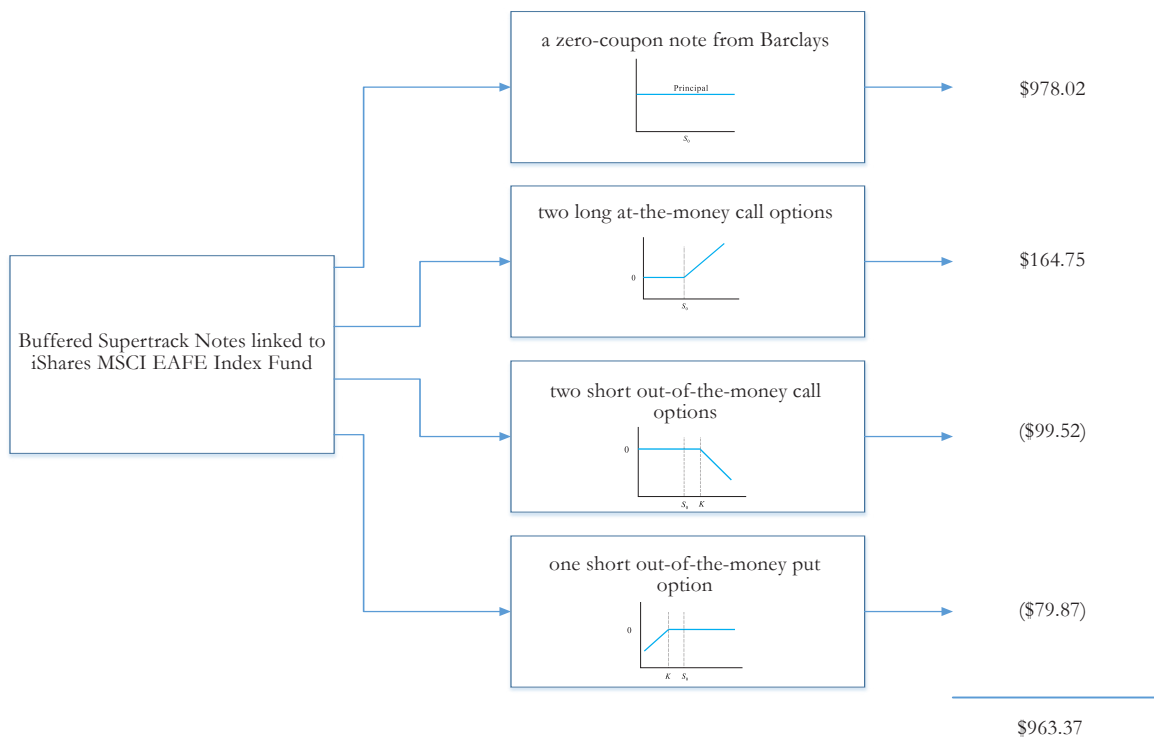 a zero-coupon note from Barclays
Principal
S₀
$978.02
two long at-the-money call options
0
S₀
$164.75
Buffered Supertrack Notes linked to
iShares MSCI EAFE Index Fund
two short out-of-the-money call
options
0
S₀ K
($99.52)
one short out-of-the-money put
option
0
K S₀
($79.87)
$963.37